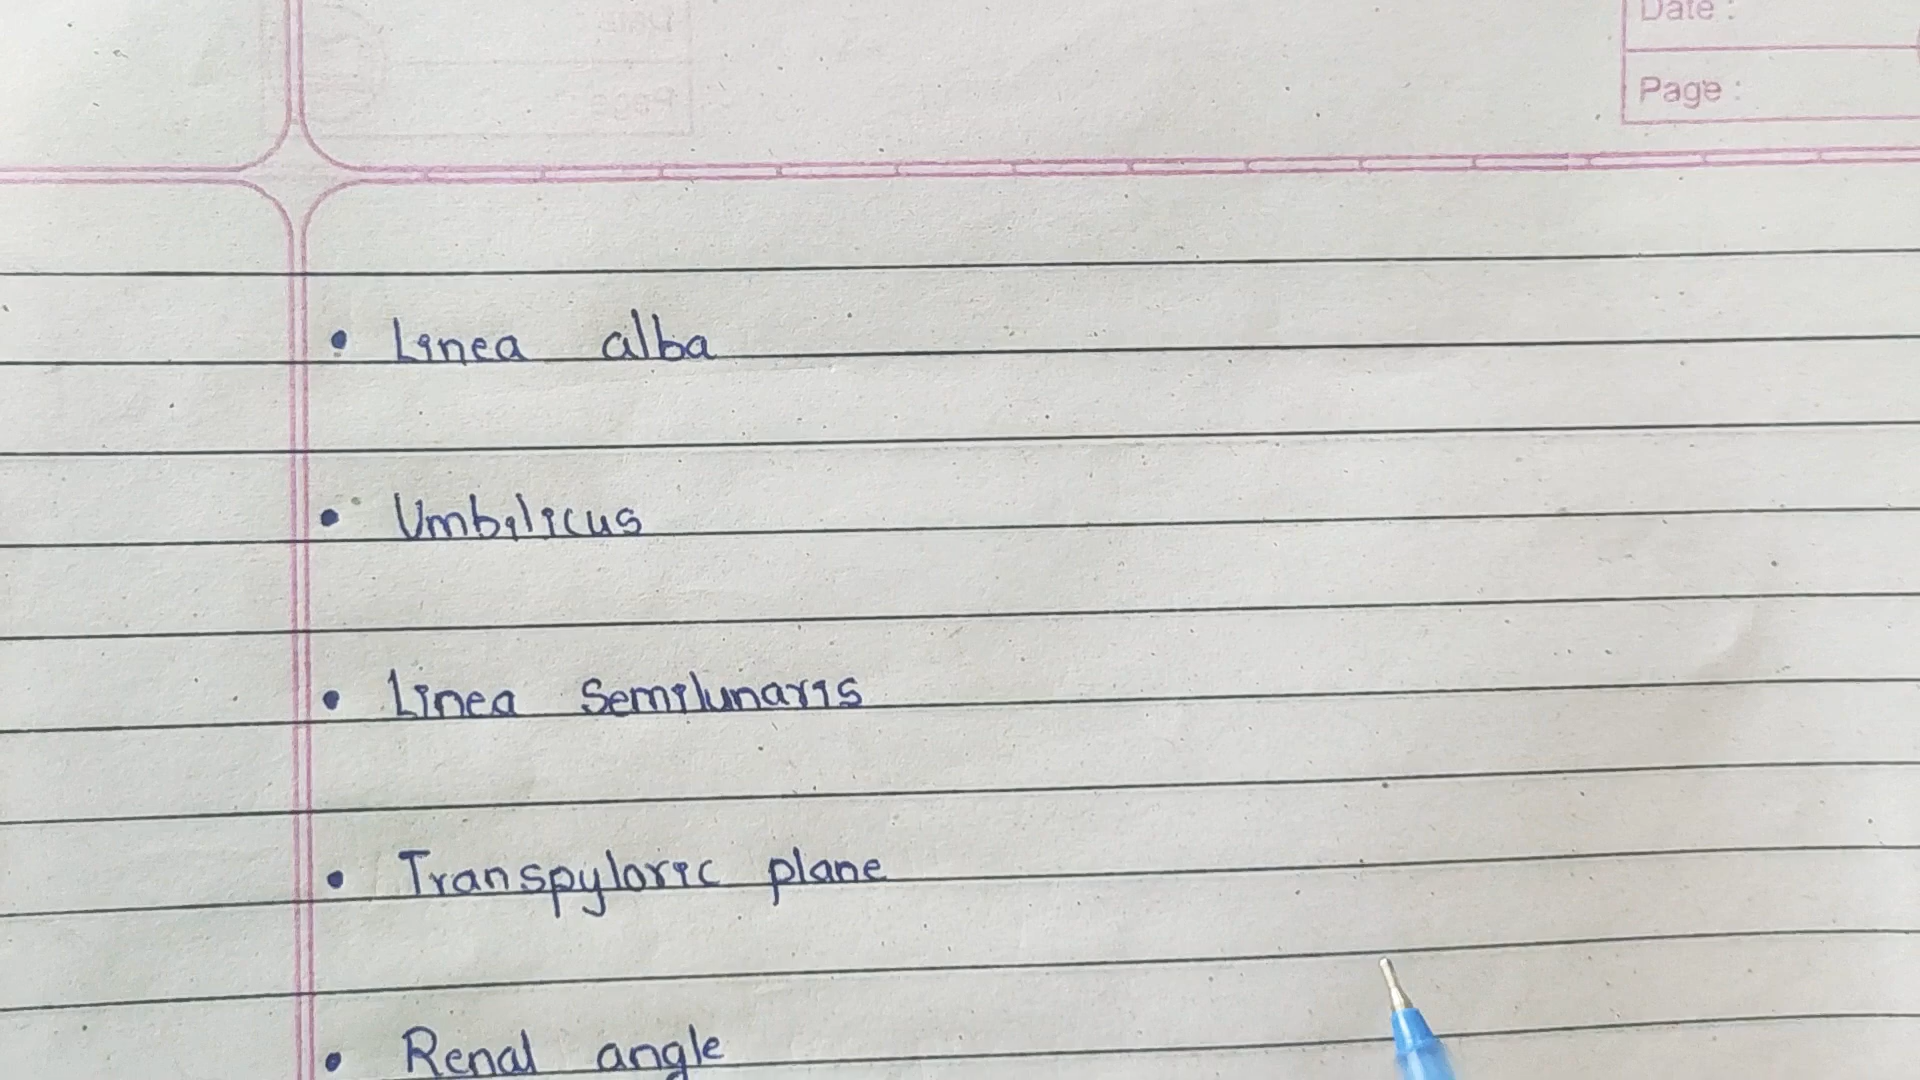 Date :
Page :
• Linea alba
• Umbilicus
• Linea Semilunaris
• Transpyloric plane
• Renal angle